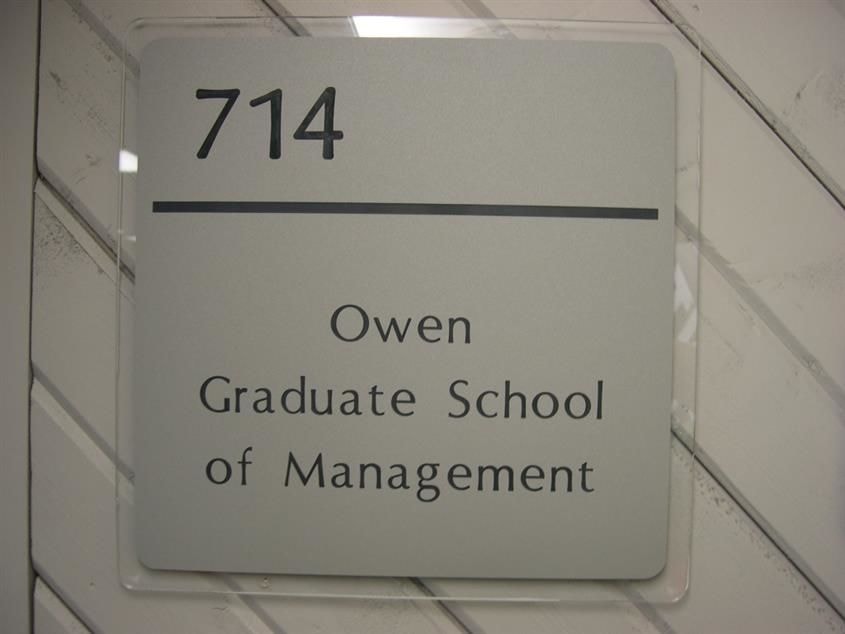 714
Owen
Graduate School
of Management